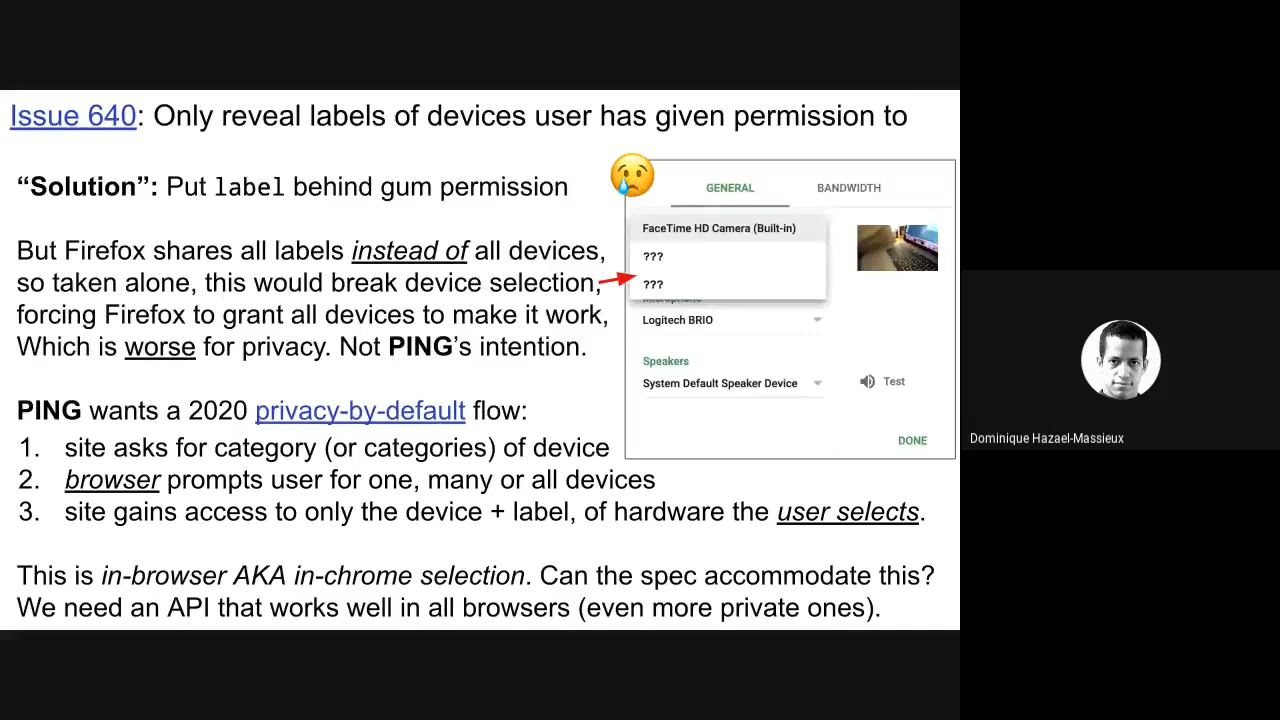 Issue 640: Only reveal labels of devices user has given permission to
“Solution”: Put label behind gum permission
But Firefox shares all labels instead of all devices,
so taken alone, this would break device selection,
forcing Firefox to grant all devices to make it work,
Which is worse for privacy. Not PING’s intention.
PING wants a 2020 privacy-by-default flow:
1. site asks for category (or categories) of device
2. browser prompts user for one, many or all devices
3. site gains access to only the device + label, of hardware the user selects.
This is in-browser AKA in-chrome selection. Can the spec accommodate this?
We need an API that works well in all browsers (even more private ones).
GENERAL BANDWIDTH
FaceTime HD Camera (Built-in)
???
???
Microphone
Logitech BRIO
Speakers
System Default Speaker Device Test
DONE
Dominique Hazael-Massieux